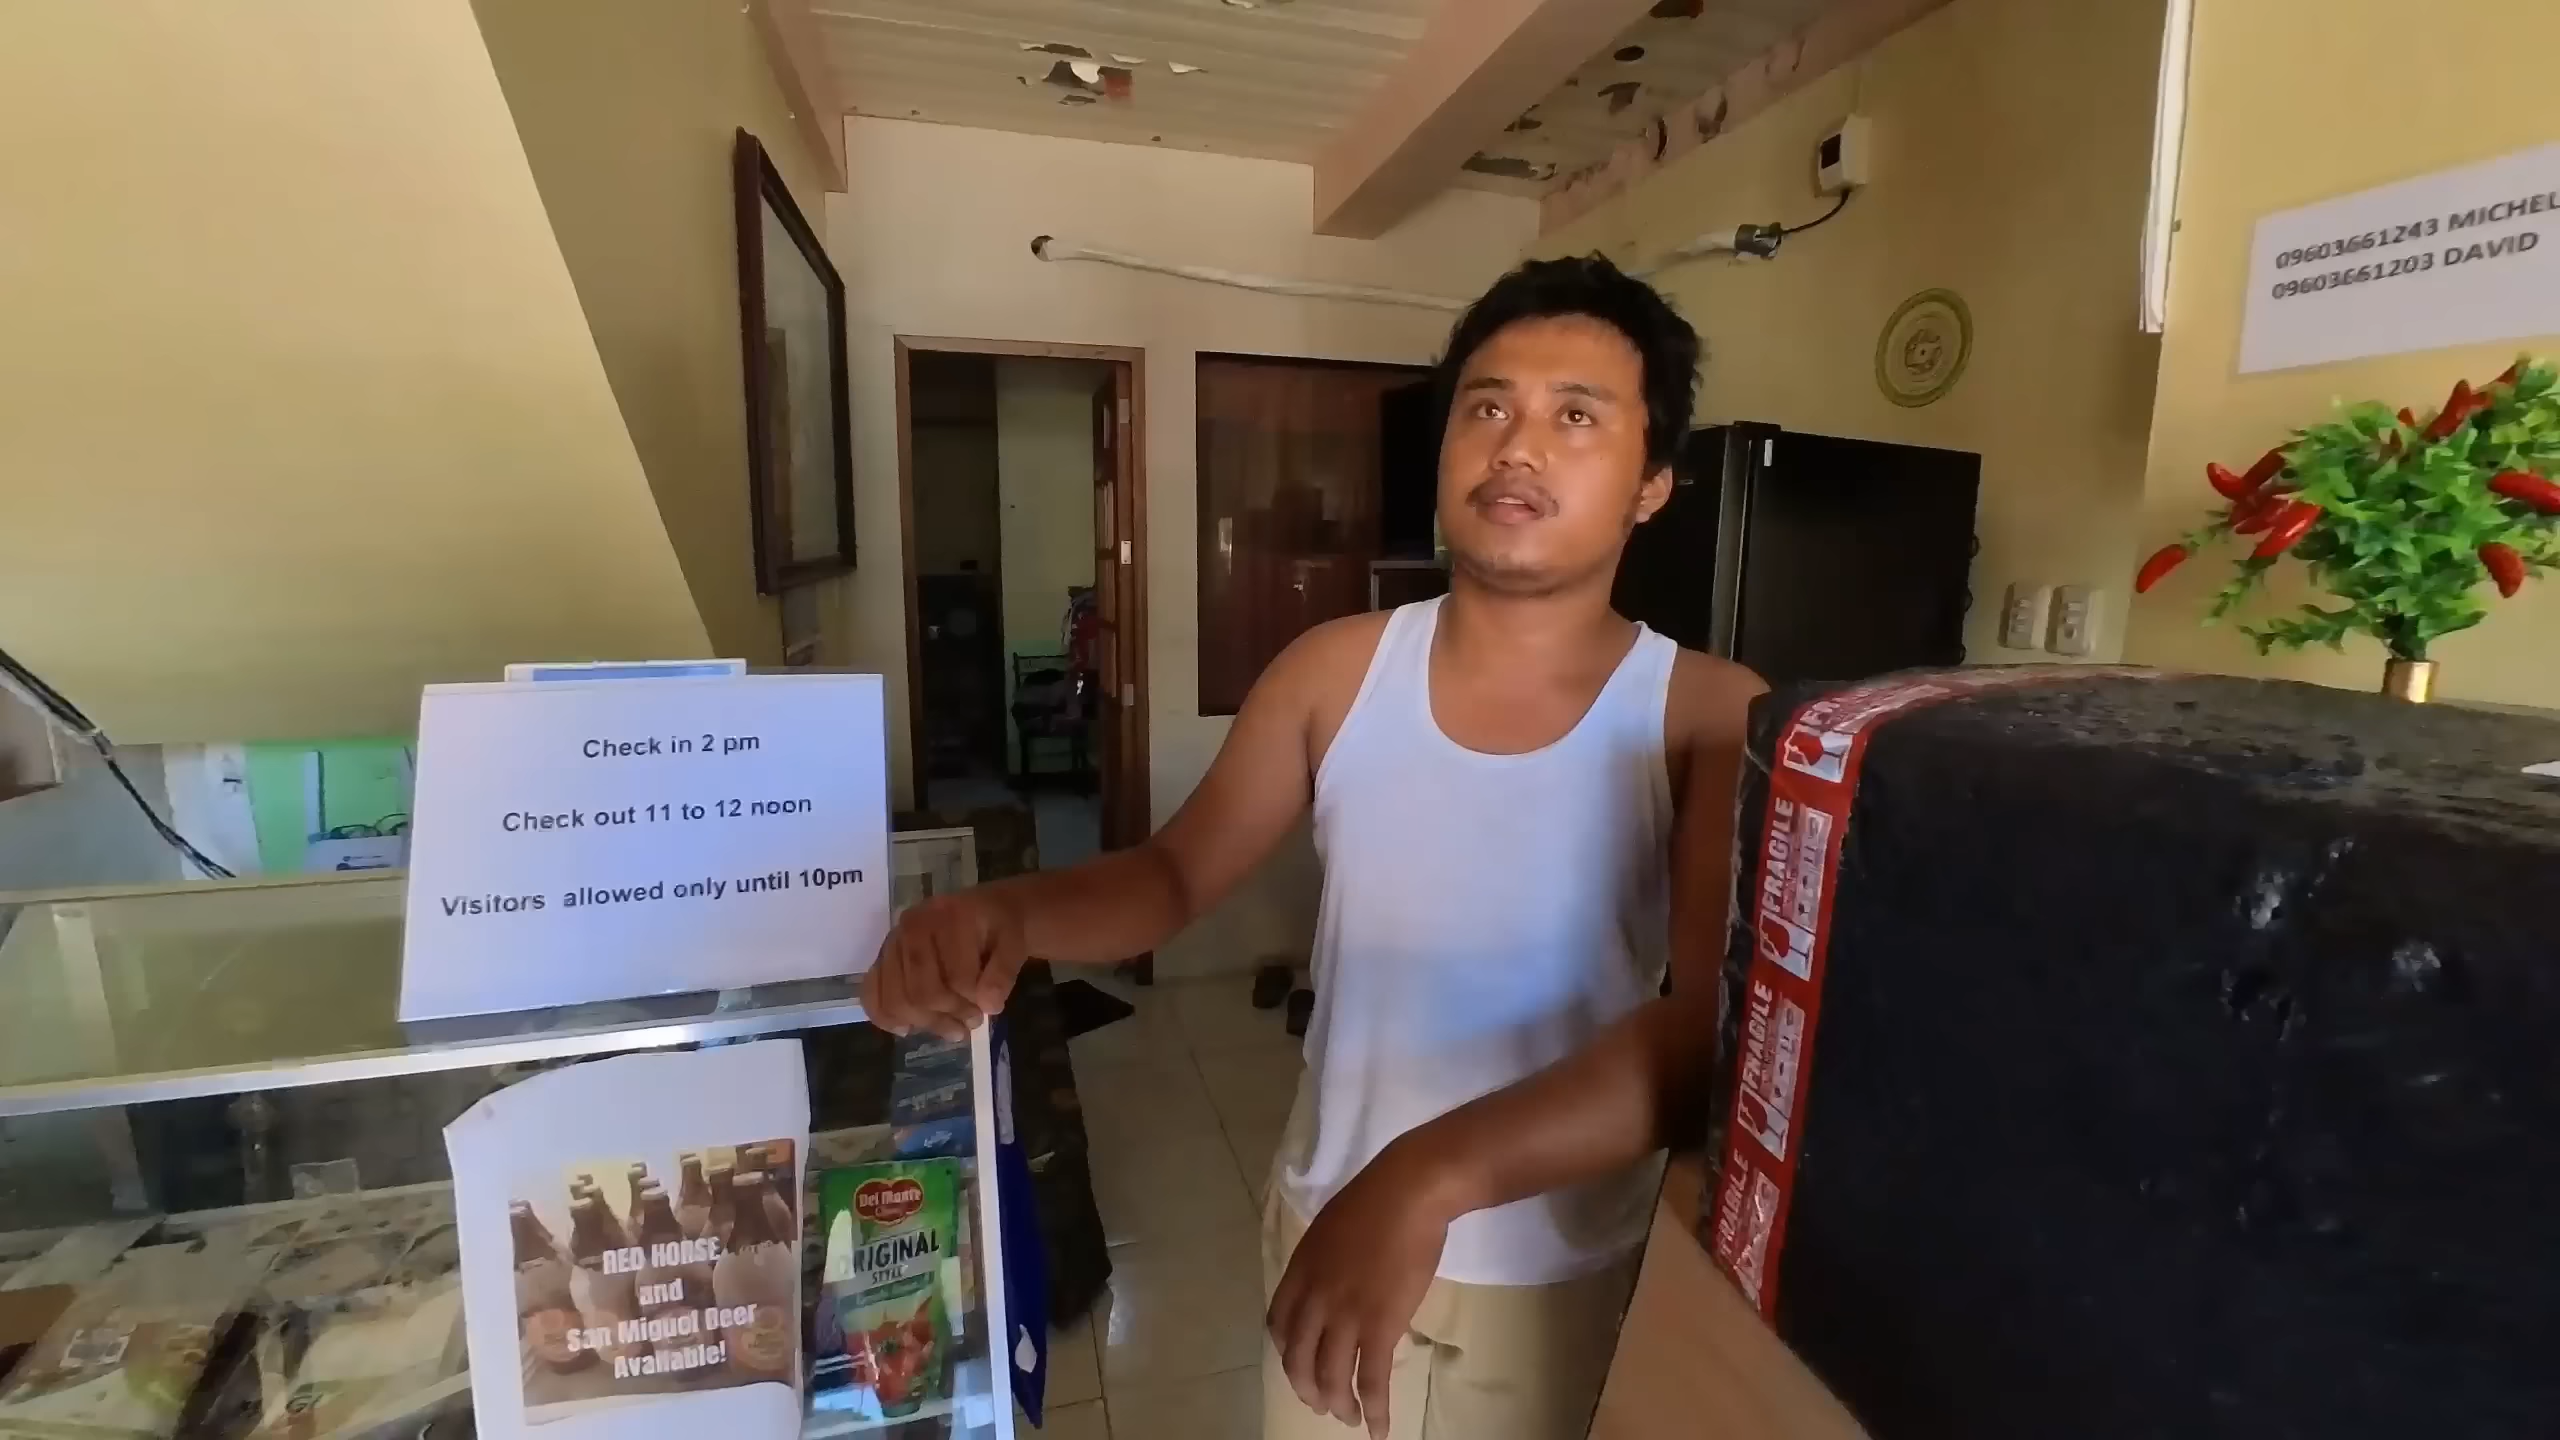 Check in 2 pm
Check out 11 to 12 noon
Visitors allowed only until 10pm
RED HORSE
and
San Miguel Beer
Available!
Del Monte
ORIGINAL
STYLE
09603661243 MICHEL
09603661203 DAVID
FRAGILE
FRAGILE
FRAGILE